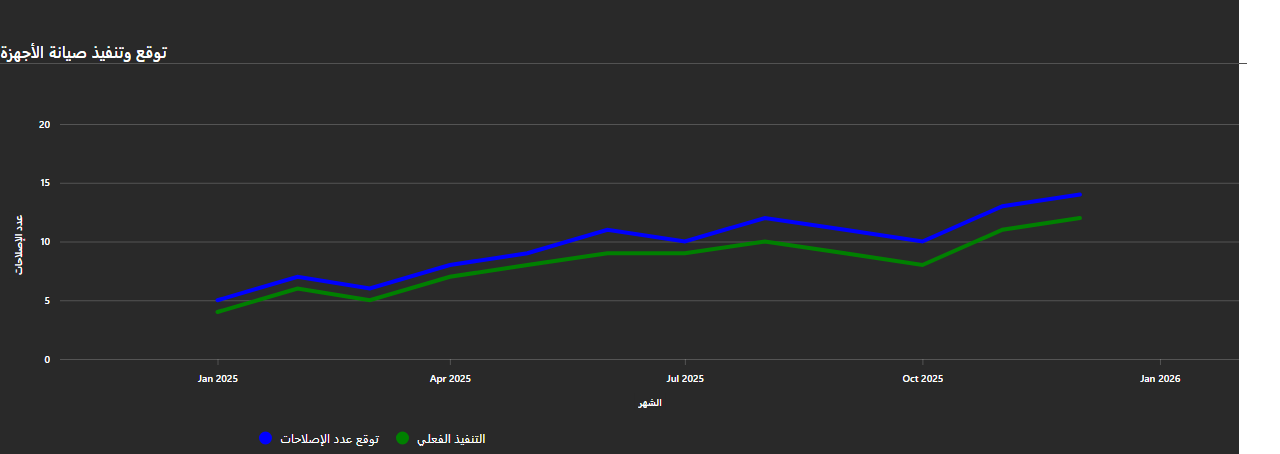 توقع وتنفيذ صيانة الأجهزة
20
15
10
5
0
عدد الإصلاحات
Jan 2025
Apr 2025
Jul 2025
Oct 2025
Jan 2026
الشهر
توقع عدد الإصلاحات
التنفيذ الفعلي